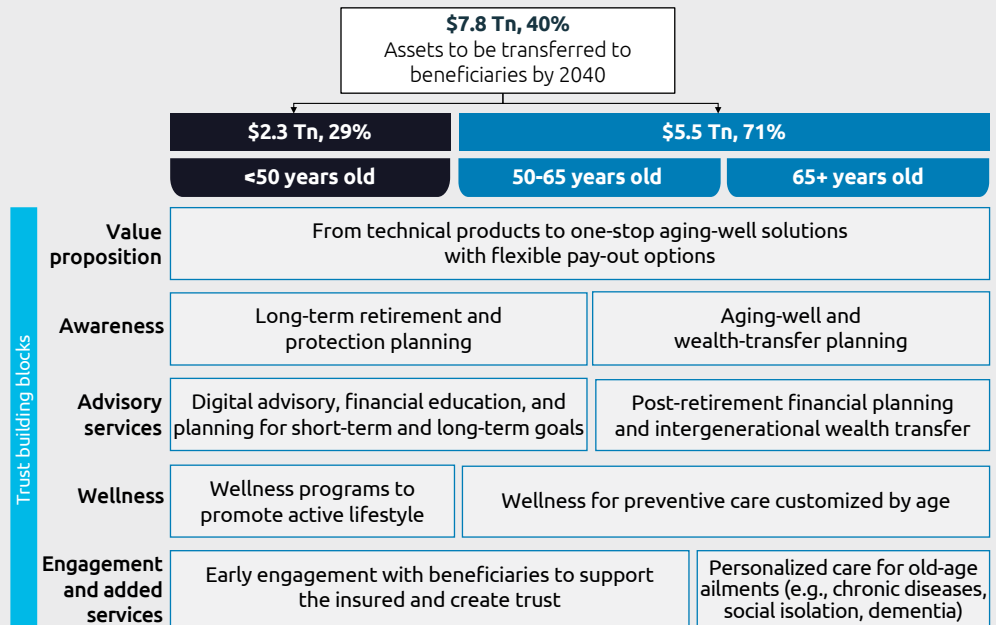 $7.8 Tn, 40%
Assets to be transferred to
beneficiaries by 2040
$2.3 Tn, 29%
$5.5 Tn, 71%
<50 years old
50-65 years old
65+ years old
Trust building blocks
Value
proposition
From technical products to one-stop aging-well solutions
with flexible pay-out options
Awareness
Long-term retirement and
protection planning
Aging-well and
wealth-transfer planning
Advisory
services
Digital advisory, financial education, and
planning for short-term and long-term goals
Post-retirement financial planning
and intergenerational wealth transfer
Wellness
Wellness programs to
promote active lifestyle
Wellness for preventive care customized by age
Engagement
and added
services
Early engagement with beneficiaries to support
the insured and create trust
Personalized care for old-age
ailments (e.g., chronic diseases,
social isolation, dementia)